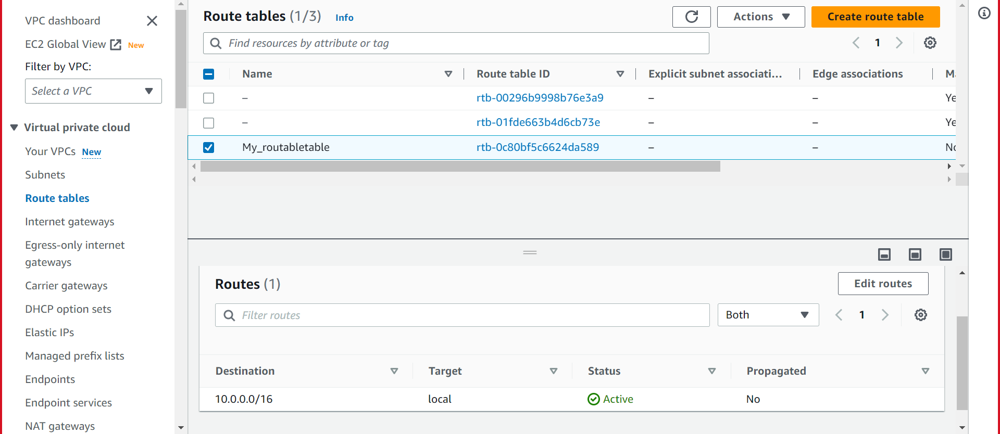 VPC dashboard
EC2 Global View New
Filter by VPC:
Select a VPC
Virtual private cloud
Your VPCs New
Subnets
Route tables
Internet gateways
Egress-only internet
gateways
Carrier gateways
DHCP option sets
Elastic IPs
Managed prefix lists
Endpoints
Endpoint services
NAT gateways
Route tables (1/3) Info
Actions
Create route table
Find resources by attribute or tag
1
Name Route table ID Explicit subnet associati... Edge associations
– rtb-00296b9998b76e3a9 – – Ye
– rtb-01fde663b4d6cb73e – – Ye
My_routabletable rtb-0c80bf5c6624da589 – – No
Routes (1)
Edit routes
Filter routes
Both
1
Destination Target Status Propagated
10.0.0.0/16 local Active No